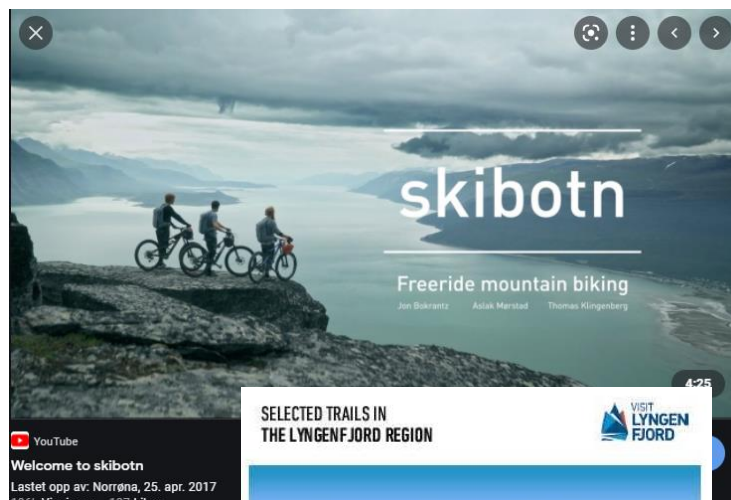 skibotn
Freeride mountain biking
Jon Bokrantz Aslak Mørstad Thomas Klingenberg
4:25
SELECTED TRAILS IN
THE LYNGENFJORD REGION
VISIT
LYNGEN
FJORD
YouTube
Welcome to skibotn
Lastet opp av: Norrøna, 25. apr. 2017